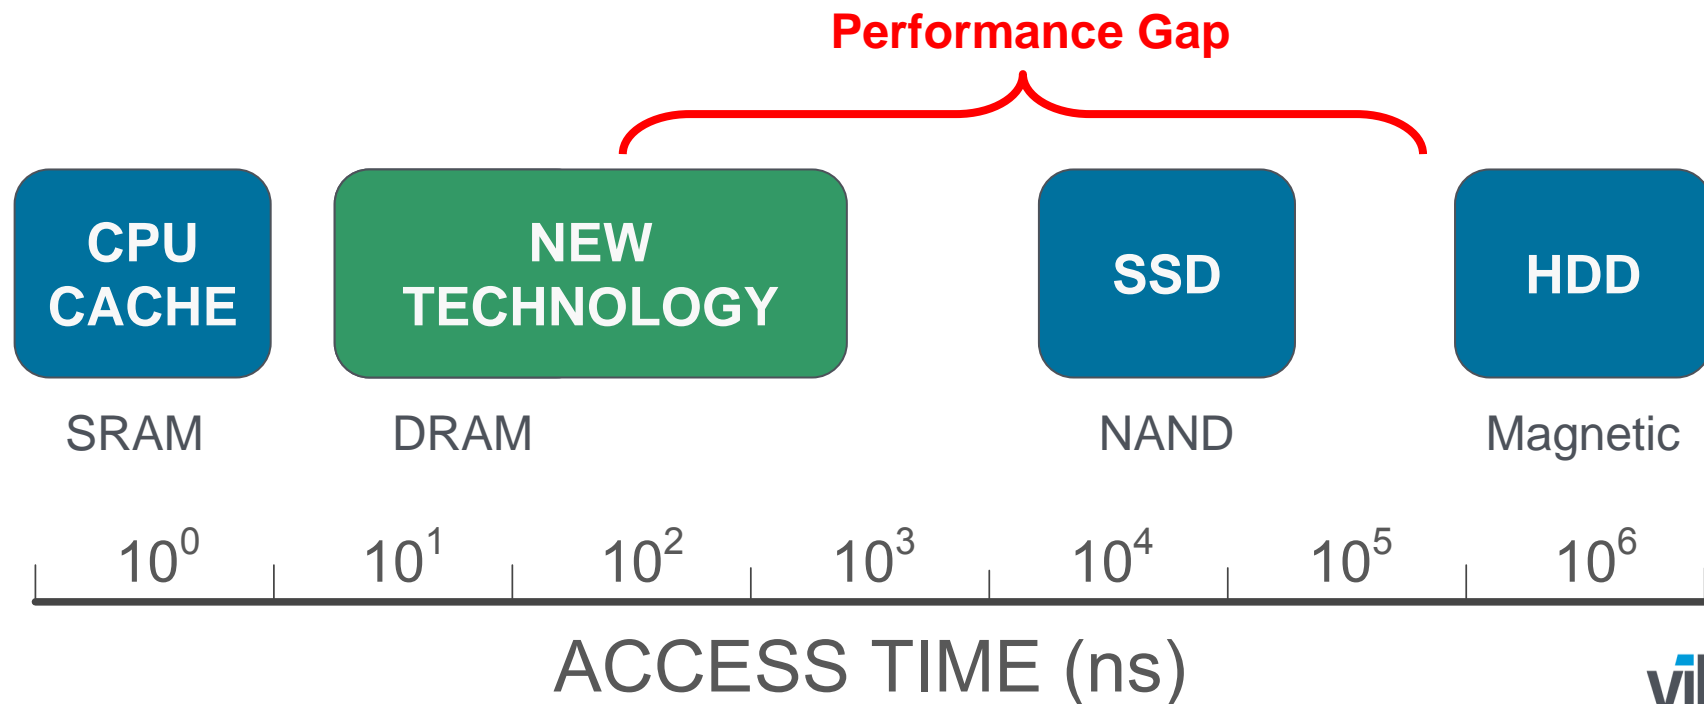 Performance Gap
CPU
CACHE
NEW
TECHNOLOGY
SSD
HDD
SRAM
DRAM
NAND
Magnetic
10⁰ 10¹ 10² 10³ 10⁴ 10⁵ 10⁶
ACCESS TIME (ns)